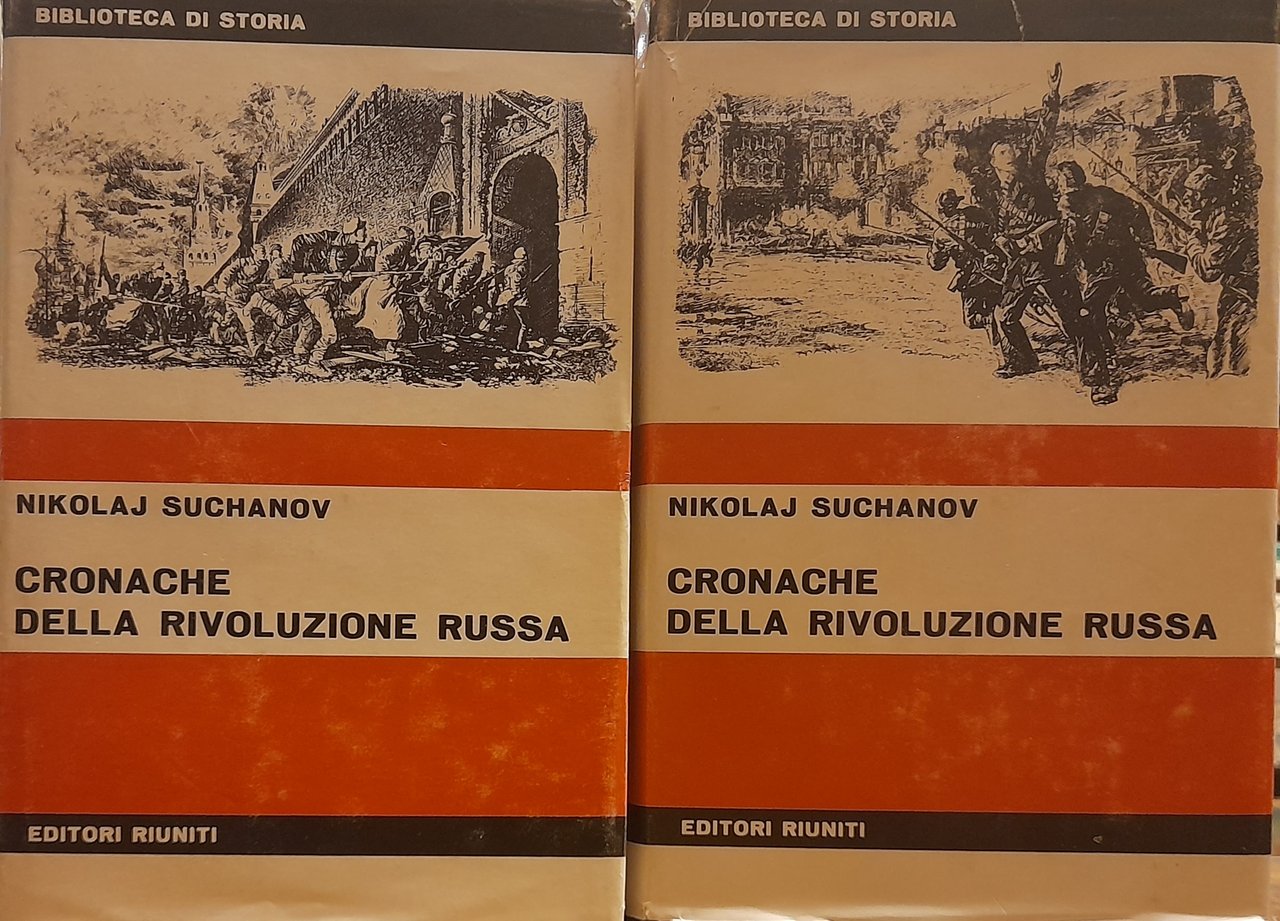 BIBLIOTECA DI STORIA
NIKOLAJ SUCHANOV
CRONACHE
DELLA RIVOLUZIONE RUSSA
EDITORI RIUNITI
BIBLIOTECA DI STORIA
NIKOLAJ SUCHANOV
CRONACHE
DELLA RIVOLUZIONE RUSSA
EDITORI RIUNITI